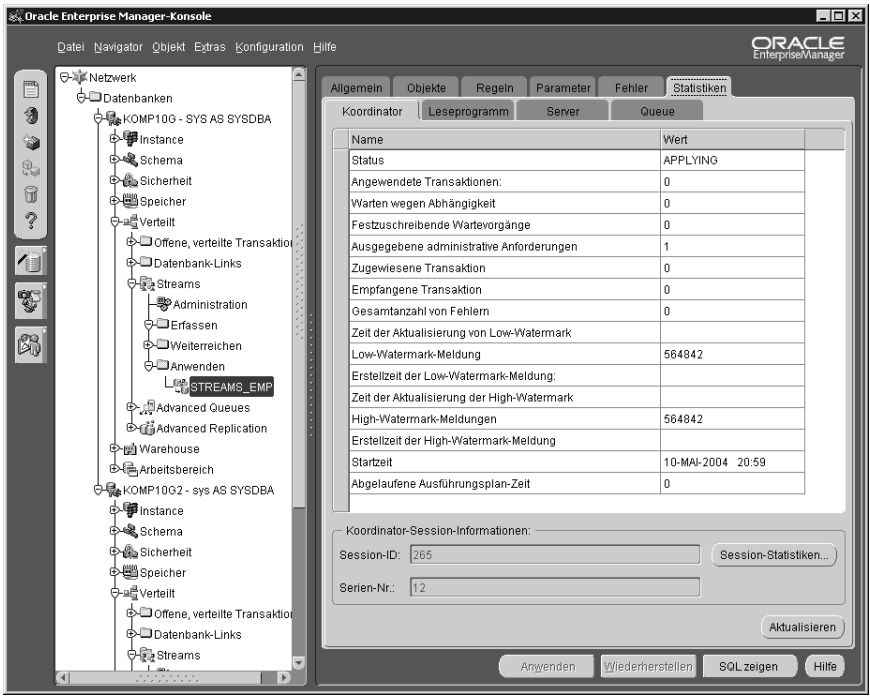 Oracle Enterprise Manager-Konsole
Datei Navigator Objekt Extras Konfiguration Hilfe
ORACLE
EnterpriseManager
Netzwerk
Datenbanken
KOMP10G - SYS AS SYSDBA
Instance
Schema
Sicherheit
Speicher
Verteilt
Offene, verteilte Transaktio
Datenbank-Links
Streams
Administration
Erfassen
Weiterreichen
Anwenden
STREAMS_EMP
Advanced Queues
Advanced Replication
Warehouse
Arbeitsbereich
KOMP10G2 - sys AS SYSDBA
Instance
Schema
Sicherheit
Speicher
Verteilt
Offene, verteilte Transaktio
Datenbank-Links
Streams
Allgemein Objekte Regeln Parameter Fehler Statistiken
Koordinator Leseprogramm Server Queue
Name Wert
Status APPLYING
Angewendete Transaktionen: 0
Warten wegen Abhängigkeit 0
Festzuschreibende Wartevorgänge 0
Ausgegebene administrative Anforderungen 1
Zugewiesene Transaktion 0
Empfangene Transaktion 0
Gesamtanzahl von Fehlern 0
Zeit der Aktualisierung von Low-Watermark
Low-Watermark-Meldung 564842
Erstellzeit der Low-Watermark-Meldung:
Zeit der Aktualisierung der High-Watermark
High-Watermark-Meldungen 564842
Erstellzeit der High-Watermark-Meldung
Startzeit 10-MAI-2004 20:59
Abgelaufene Ausführungsplan-Zeit 0
Koordinator-Session-Informationen:
Session-ID: 265 Session-Statistiken...
Serien-Nr.: 12
Aktualisieren
Anwenden Wiederherstellen SQL zeigen Hilfe